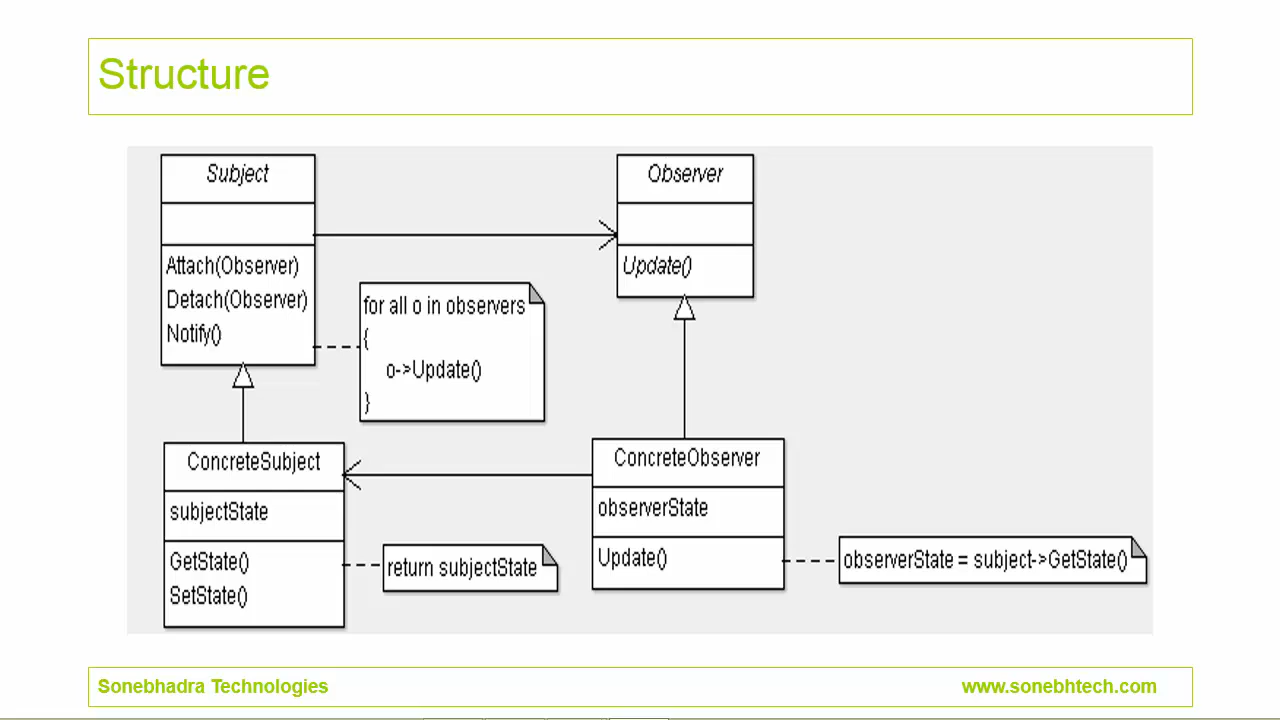 Structure
Subject
Attach(Observer)
Detach(Observer)
Notify()
for all o in observers
{
o->Update()
}
Observer
Update()
ConcreteSubject
subjectState
GetState()
SetState()
return subjectState
ConcreteObserver
observerState
Update()
observerState = subject->GetState()
Sonebhadra Technologies
www.sonebhtech.com